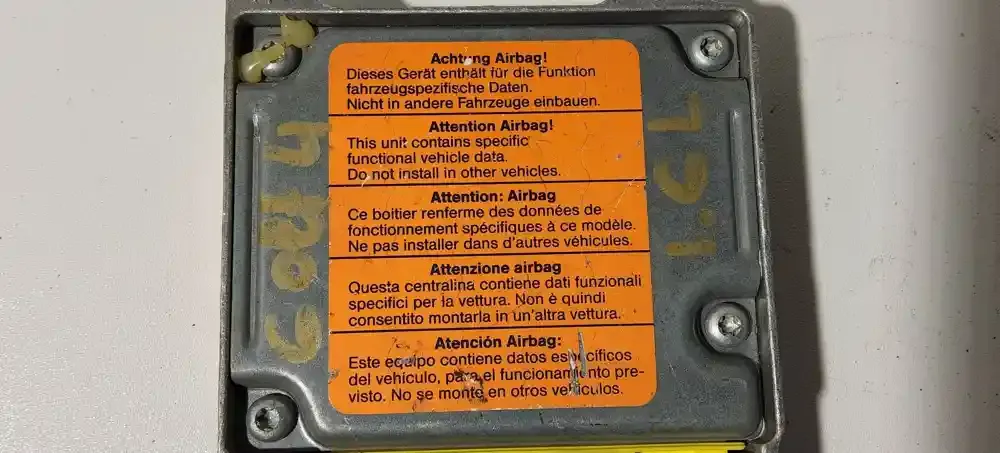 Achtung Airbag!
Dieses Gerät enthält für die Funktion
fahrzeugspezifische Daten.
Nicht in andere Fahrzeuge einbauen.
Attention Airbag!
This unit contains specific
functional vehicle data.
Do not install in other vehicles.
Attention: Airbag
Ce boitier renferme des données de
fonctionnement spécifiques à ce modèle.
Ne pas installer dans d'autres véhicules.
Attenzione airbag
Questa centralina contiene dati funzionali
specifici per la vettura. Non è quindi
consentito montarla in un'altra vettura.
Atención Airbag:
Este equipo contiene datos específicos
del vehículo, para el funcionamiento pre-
visto. No se monte en otros vehículos.
1.6L